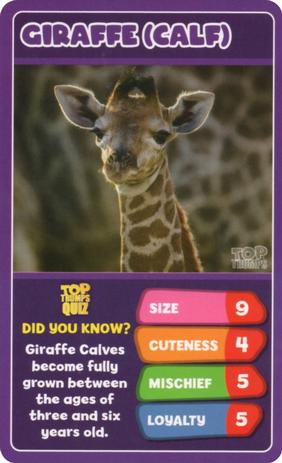 GIRAFFE (CALF)
TOP
TRUMPS
TOP
TRUMPS
QUIZ
DID YOU KNOW?
Giraffe Calves
become fully
grown between
the ages of
three and six
years old.
SIZE 9
CUTENESS 4
MISCHIEF 5
LOYALTY 5